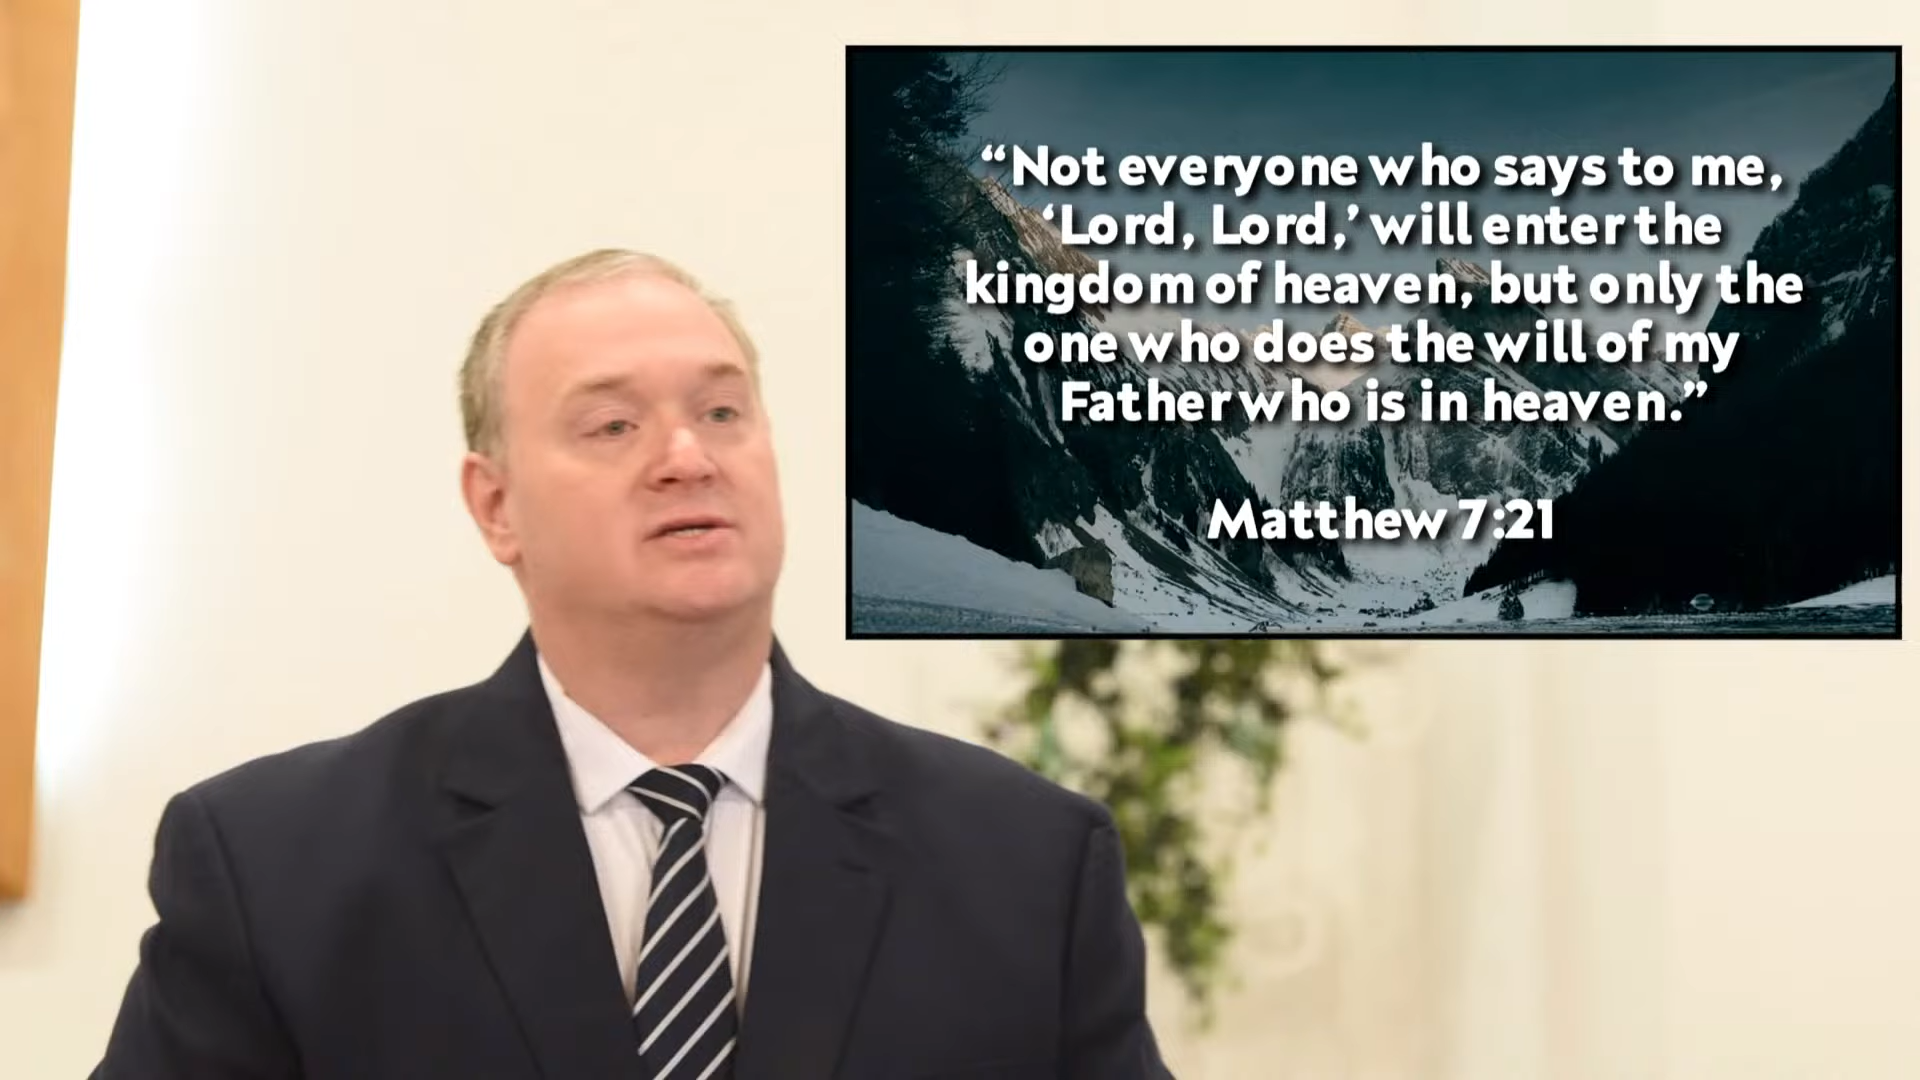 “Not everyone who says to me,
‘Lord, Lord,’ will enter the
kingdom of heaven, but only the
one who does the will of my
Father who is in heaven.”
Matthew 7:21